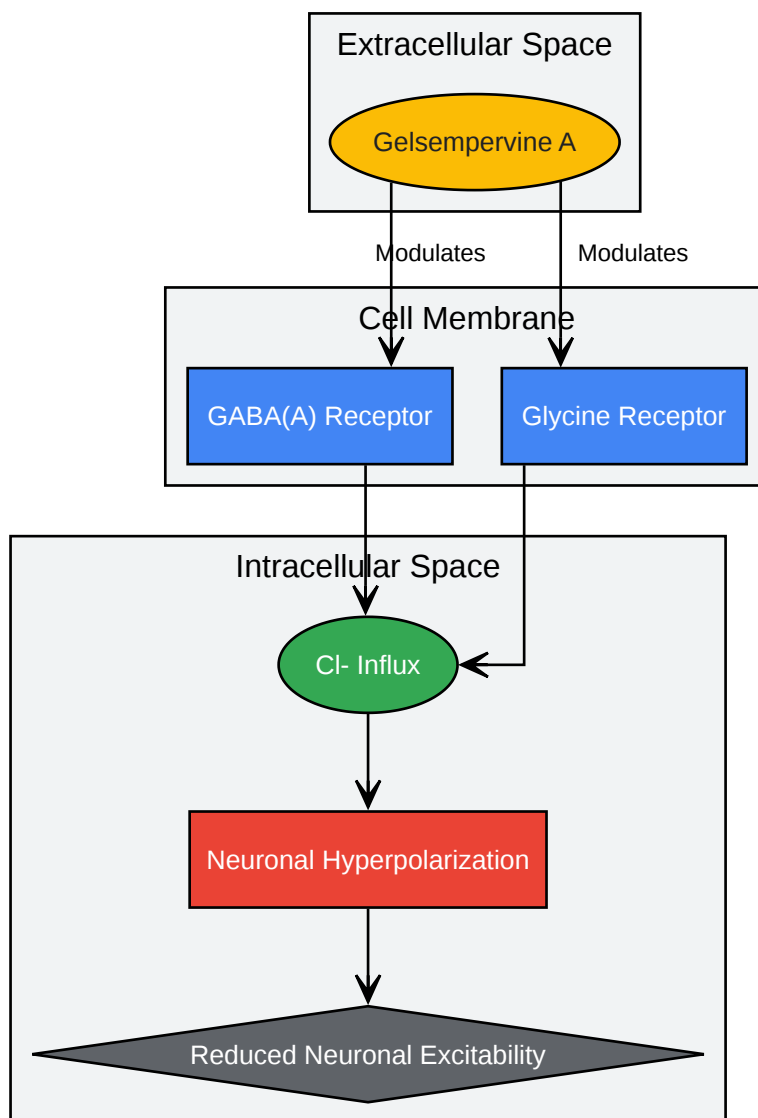 Extracellular Space
Gelsempervine A
Modulates
Modulates
Cell Membrane
GABA(A) Receptor
Glycine Receptor
Intracellular Space
Cl- Influx
Neuronal Hyperpolarization
Reduced Neuronal Excitability